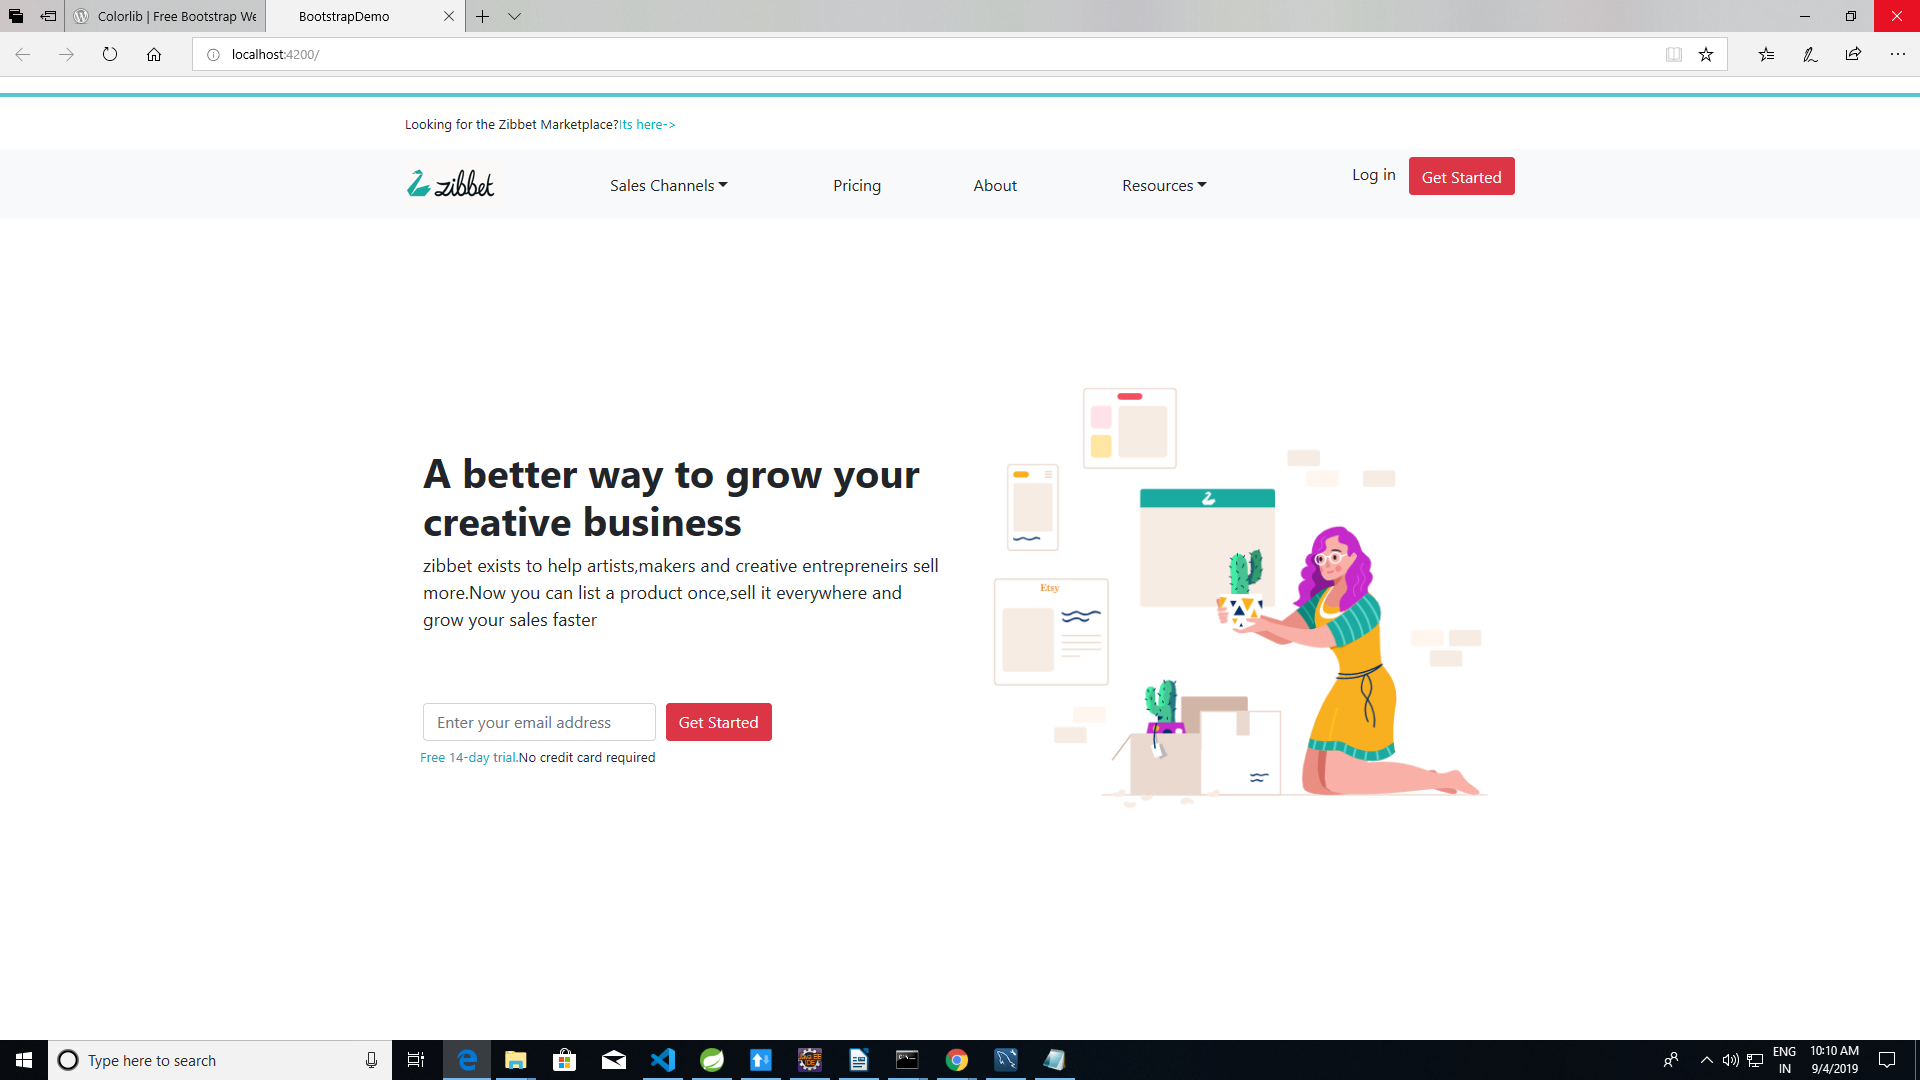 Colorlib | Free Bootstrap We
BootstrapDemo
localhost:4200/
Looking for the Zibbet Marketplace?Its here->
zibbet
Sales Channels
Pricing
About
Resources
Log in
Get Started
A better way to grow your
creative business
zibbet exists to help artists,makers and creative entrepreneirs sell
more.Now you can list a product once,sell it everywhere and
grow your sales faster
Enter your email address
Get Started
Free 14-day trial.No credit card required
Etsy
Type here to search
ENG
IN
10:10 AM
9/4/2019